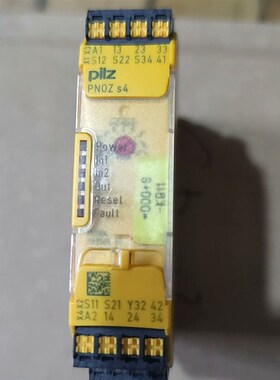 A1 13 23 33
S12 S22 S34 41
pilz
PNOZ s4
Power
In1
In2
Out
Reset
Fault
S11 S21 Y32 42
A2 14 24 34